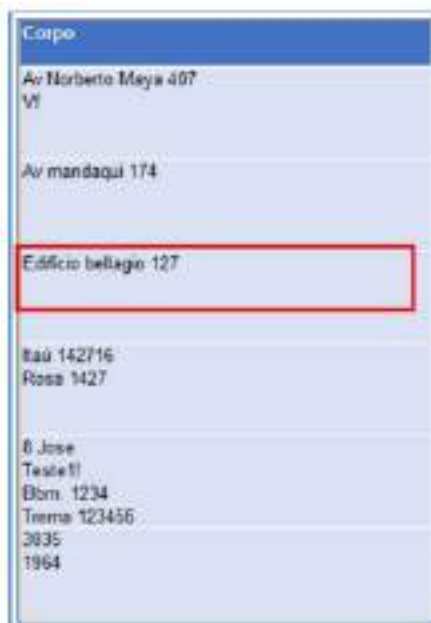 Corpo
Av Norberto Maya 407
Vf
Av mandaqui 174
Edificio bellagio 127
Itaú 142716
Rosa 1427
8 Jose
Teste1!
Bbm. 1234
Trema 123456
3835
1964